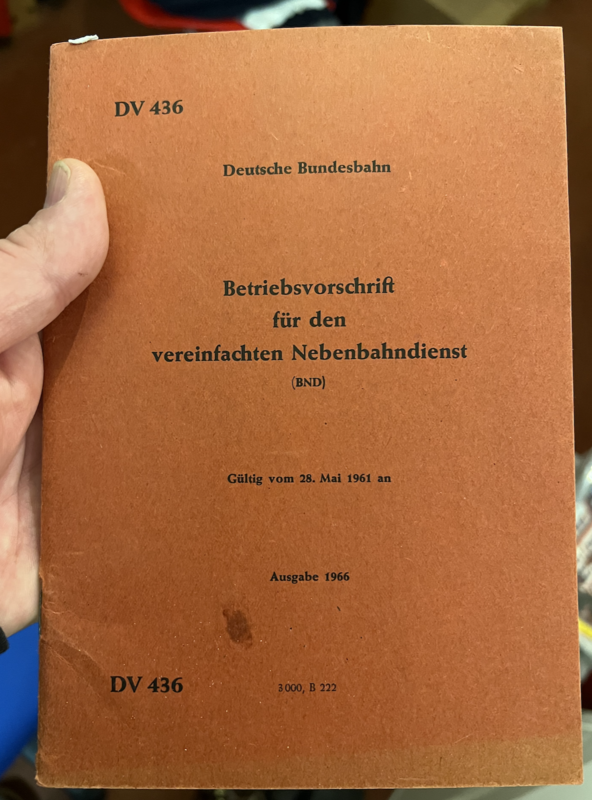 DV 436
Deutsche Bundesbahn
Betriebsvorschrift
für den
vereinfachten Nebenbahndienst
(BND)
Gültig vom 28. Mai 1961 an
Ausgabe 1966
DV 436
3000, B 222